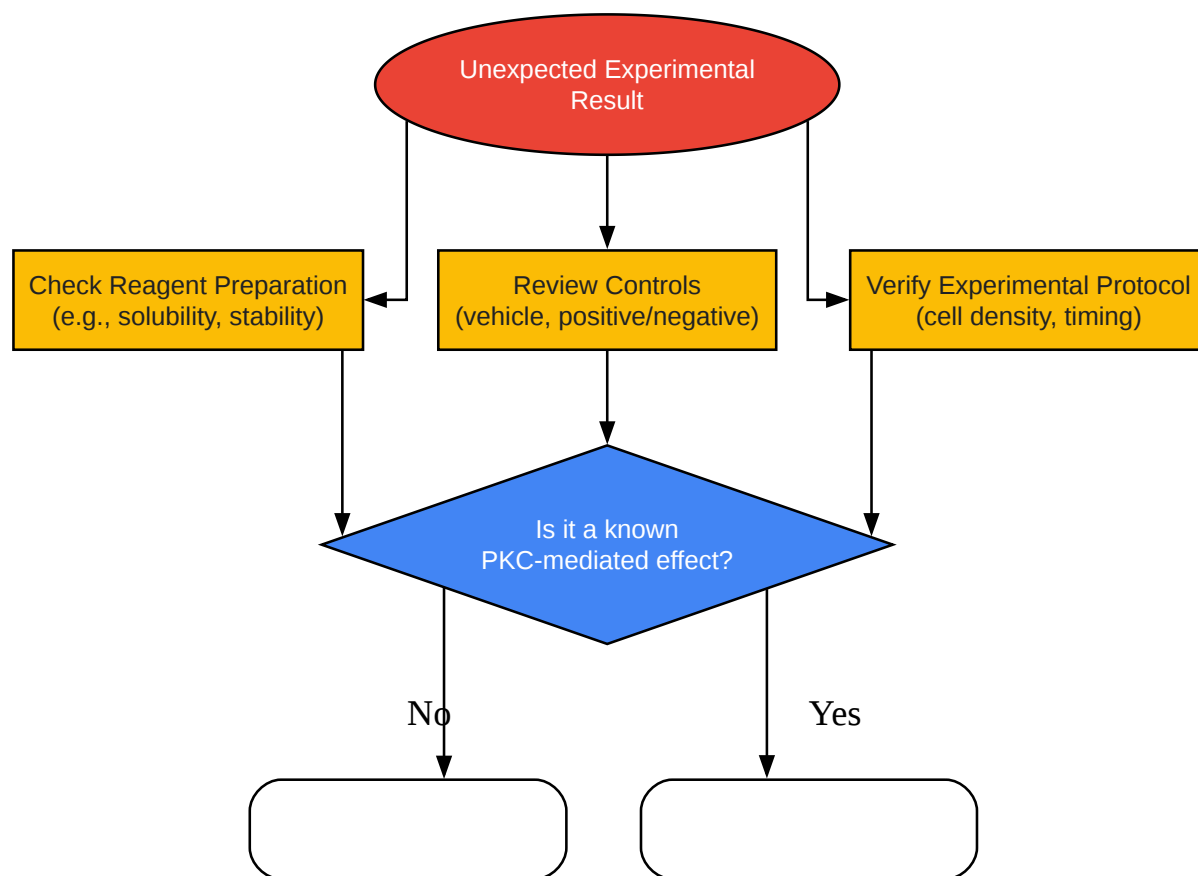 Unexpected Experimental
Result
Check Reagent Preparation
(e.g., solubility, stability)
Review Controls
(vehicle, positive/negative)
Verify Experimental Protocol
(cell density, timing)
Is it a known
PKC-mediated effect?
No
Yes